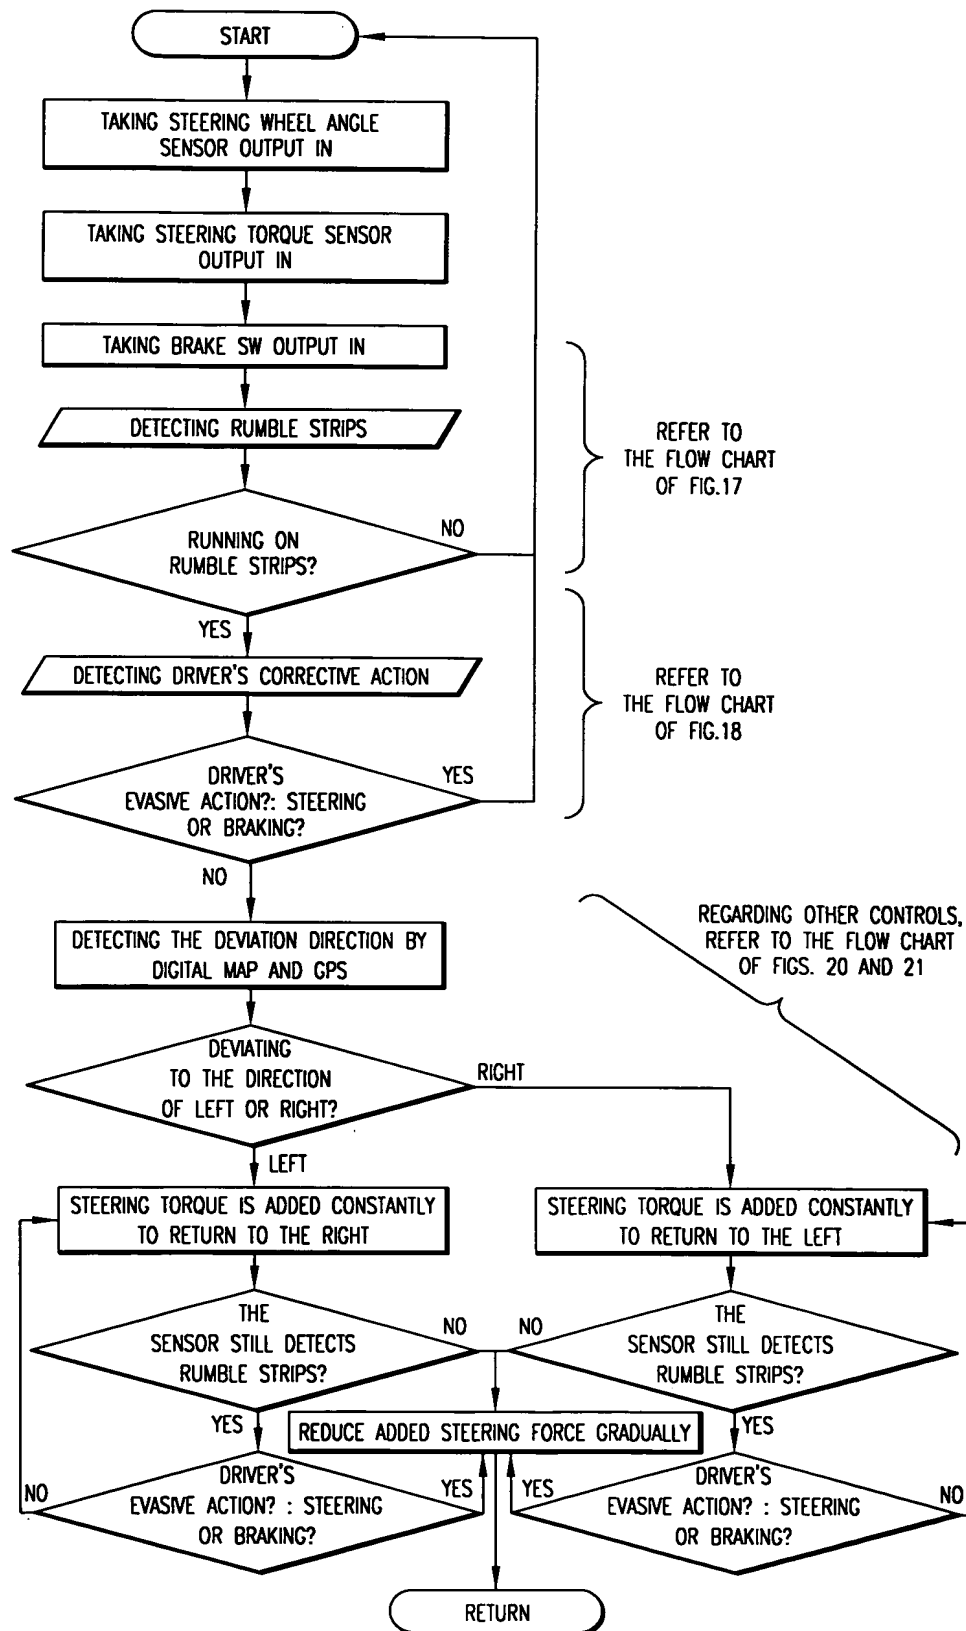 START
TAKING STEERING WHEEL ANGLE
SENSOR OUTPUT IN
TAKING STEERING TORQUE SENSOR
OUTPUT IN
TAKING BRAKE SW OUTPUT IN
DETECTING RUMBLE STRIPS
REFER TO
THE FLOW CHART
OF FIG.17
RUNNING ON
RUMBLE STRIPS?
NO
YES
DETECTING DRIVER'S CORRECTIVE ACTION
REFER TO
THE FLOW CHART
OF FIG.18
DRIVER'S
EVASIVE ACTION?: STEERING
OR BRAKING?
YES
NO
DETECTING THE DEVIATION DIRECTION BY
DIGITAL MAP AND GPS
REGARDING OTHER CONTROLS,
REFER TO THE FLOW CHART
OF FIGS. 20 AND 21
DEVIATING
TO THE DIRECTION
OF LEFT OR RIGHT?
RIGHT
LEFT
STEERING TORQUE IS ADDED CONSTANTLY
TO RETURN TO THE RIGHT
STEERING TORQUE IS ADDED CONSTANTLY
TO RETURN TO THE LEFT
THE
SENSOR STILL DETECTS
RUMBLE STRIPS?
NO
NO
THE
SENSOR STILL DETECTS
RUMBLE STRIPS?
YES
REDUCE ADDED STEERING FORCE GRADUALLY
YES
NO
DRIVER'S
EVASIVE ACTION? : STEERING
OR BRAKING?
YES
YES
DRIVER'S
EVASIVE ACTION? : STEERING
OR BRAKING?
NO
RETURN